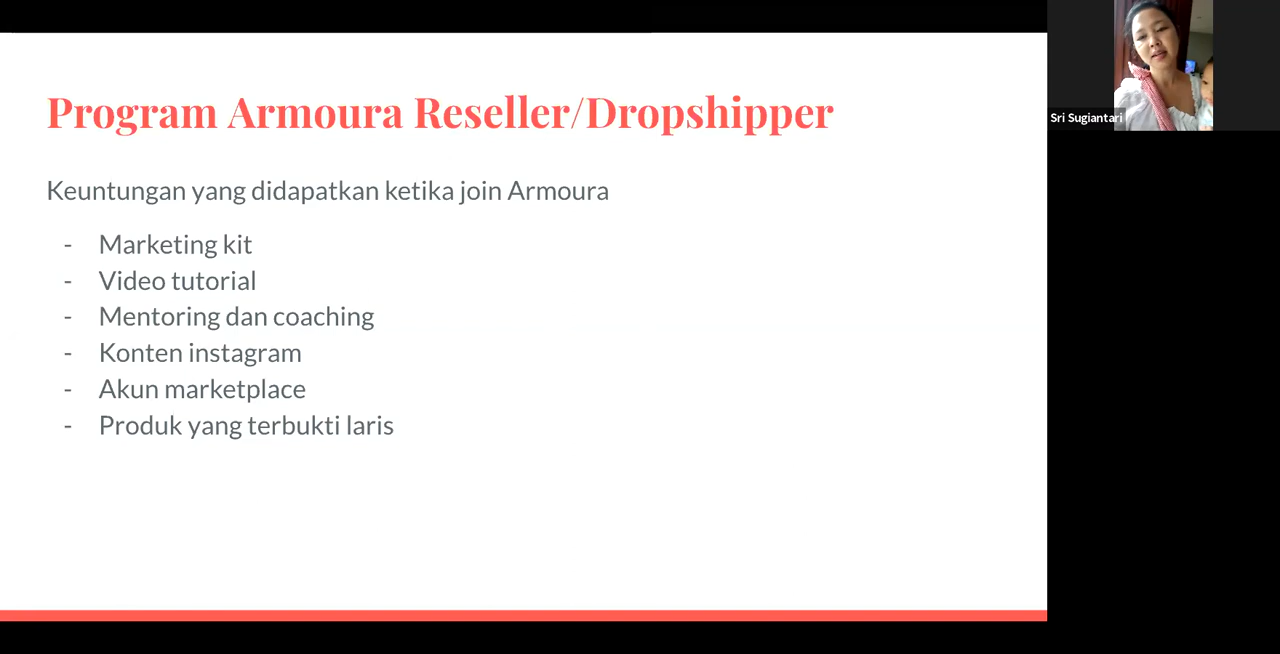 Program Armoura Reseller/Dropshipper
Keuntungan yang didapatkan ketika join Armoura
- Marketing kit
- Video tutorial
- Mentoring dan coaching
- Konten instagram
- Akun marketplace
- Produk yang terbukti laris
Sri Sugiantari